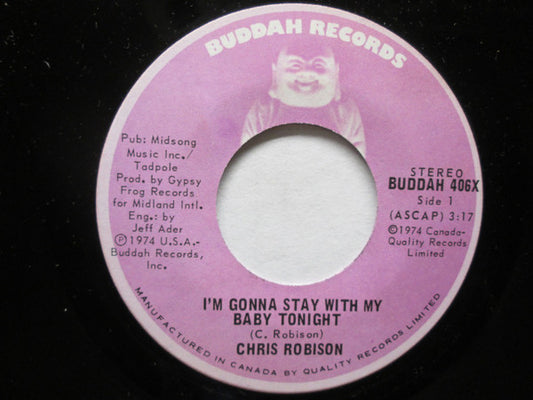 BUDDAH RECORDS
Pub: Midsong
Music Inc./
Tadpole
Prod. by Gypsy
Frog Records
for Midland Intl.
Eng.: by
Jeff Ader
Ⓟ1974 U.S.A.-
Buddah Records,
Inc.
STEREO
BUDDAH 406X
Side 1
(ASCAP) 3:17
©1974 Canada-
Quality Records
Limited
I'M GONNA STAY WITH MY
BABY TONIGHT
(C. Robison)
CHRIS ROBISON
MANUFACTURED IN CANADA BY QUALITY RECORDS LIMITED